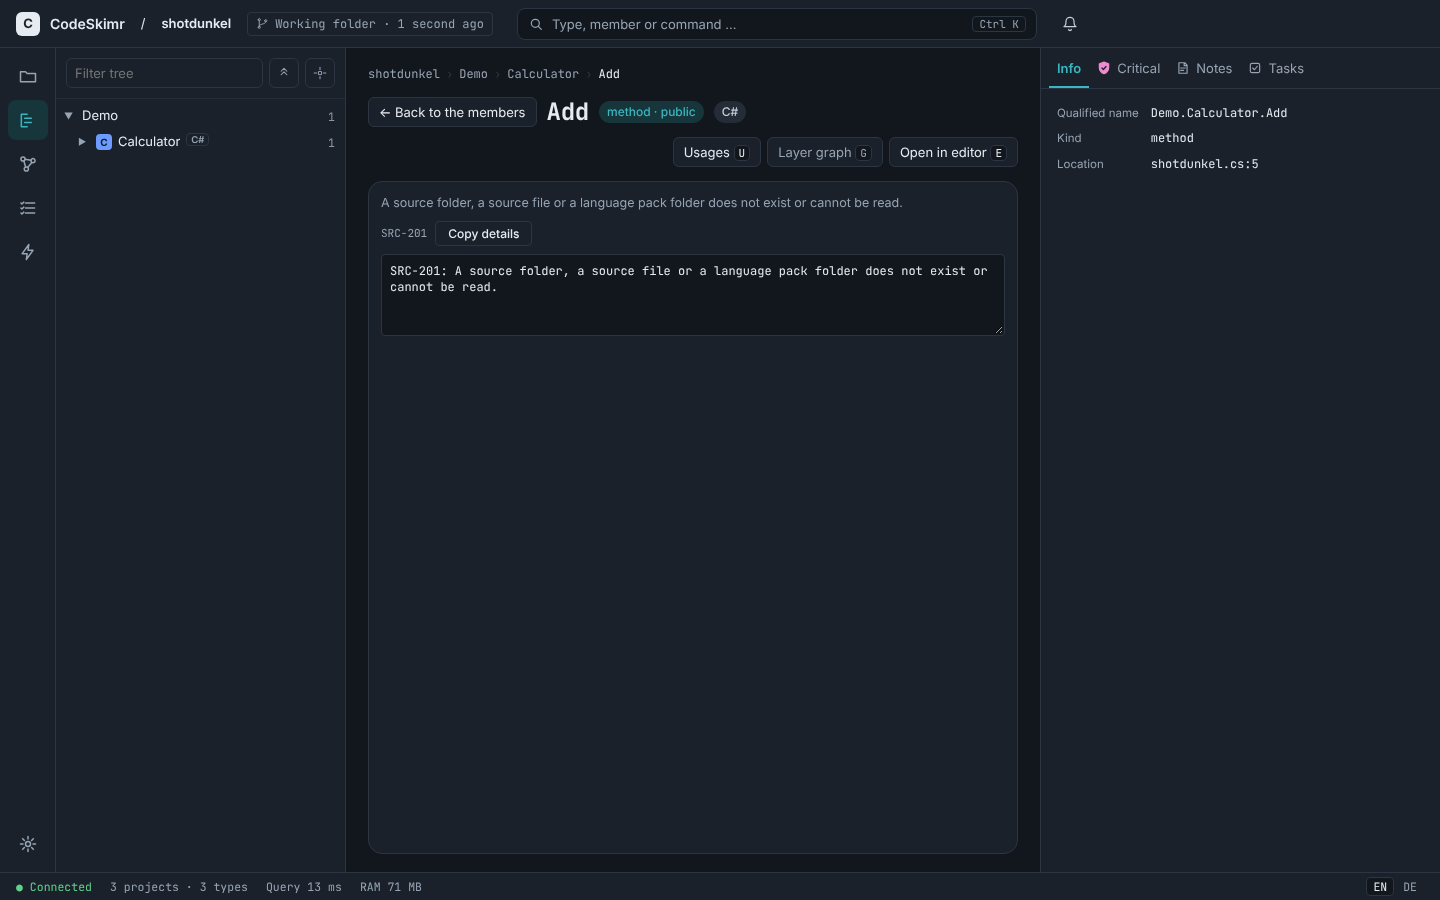 C CodeSkimr / shotdunkel Working folder · 1 second ago Type, member or command ... Ctrl K
Filter tree
Demo 1
C Calculator C# 1
shotdunkel › Demo › Calculator › Add
← Back to the members Add method · public C#
Usages U Layer graph G Open in editor E
A source folder, a source file or a language pack folder does not exist or cannot be read.
SRC-201 Copy details
SRC-201: A source folder, a source file or a language pack folder does not exist or
cannot be read.
Info Critical Notes Tasks
Qualified name Demo.Calculator.Add
Kind method
Location shotdunkel.cs:5
● Connected 3 projects · 3 types Query 13 ms RAM 71 MB EN DE